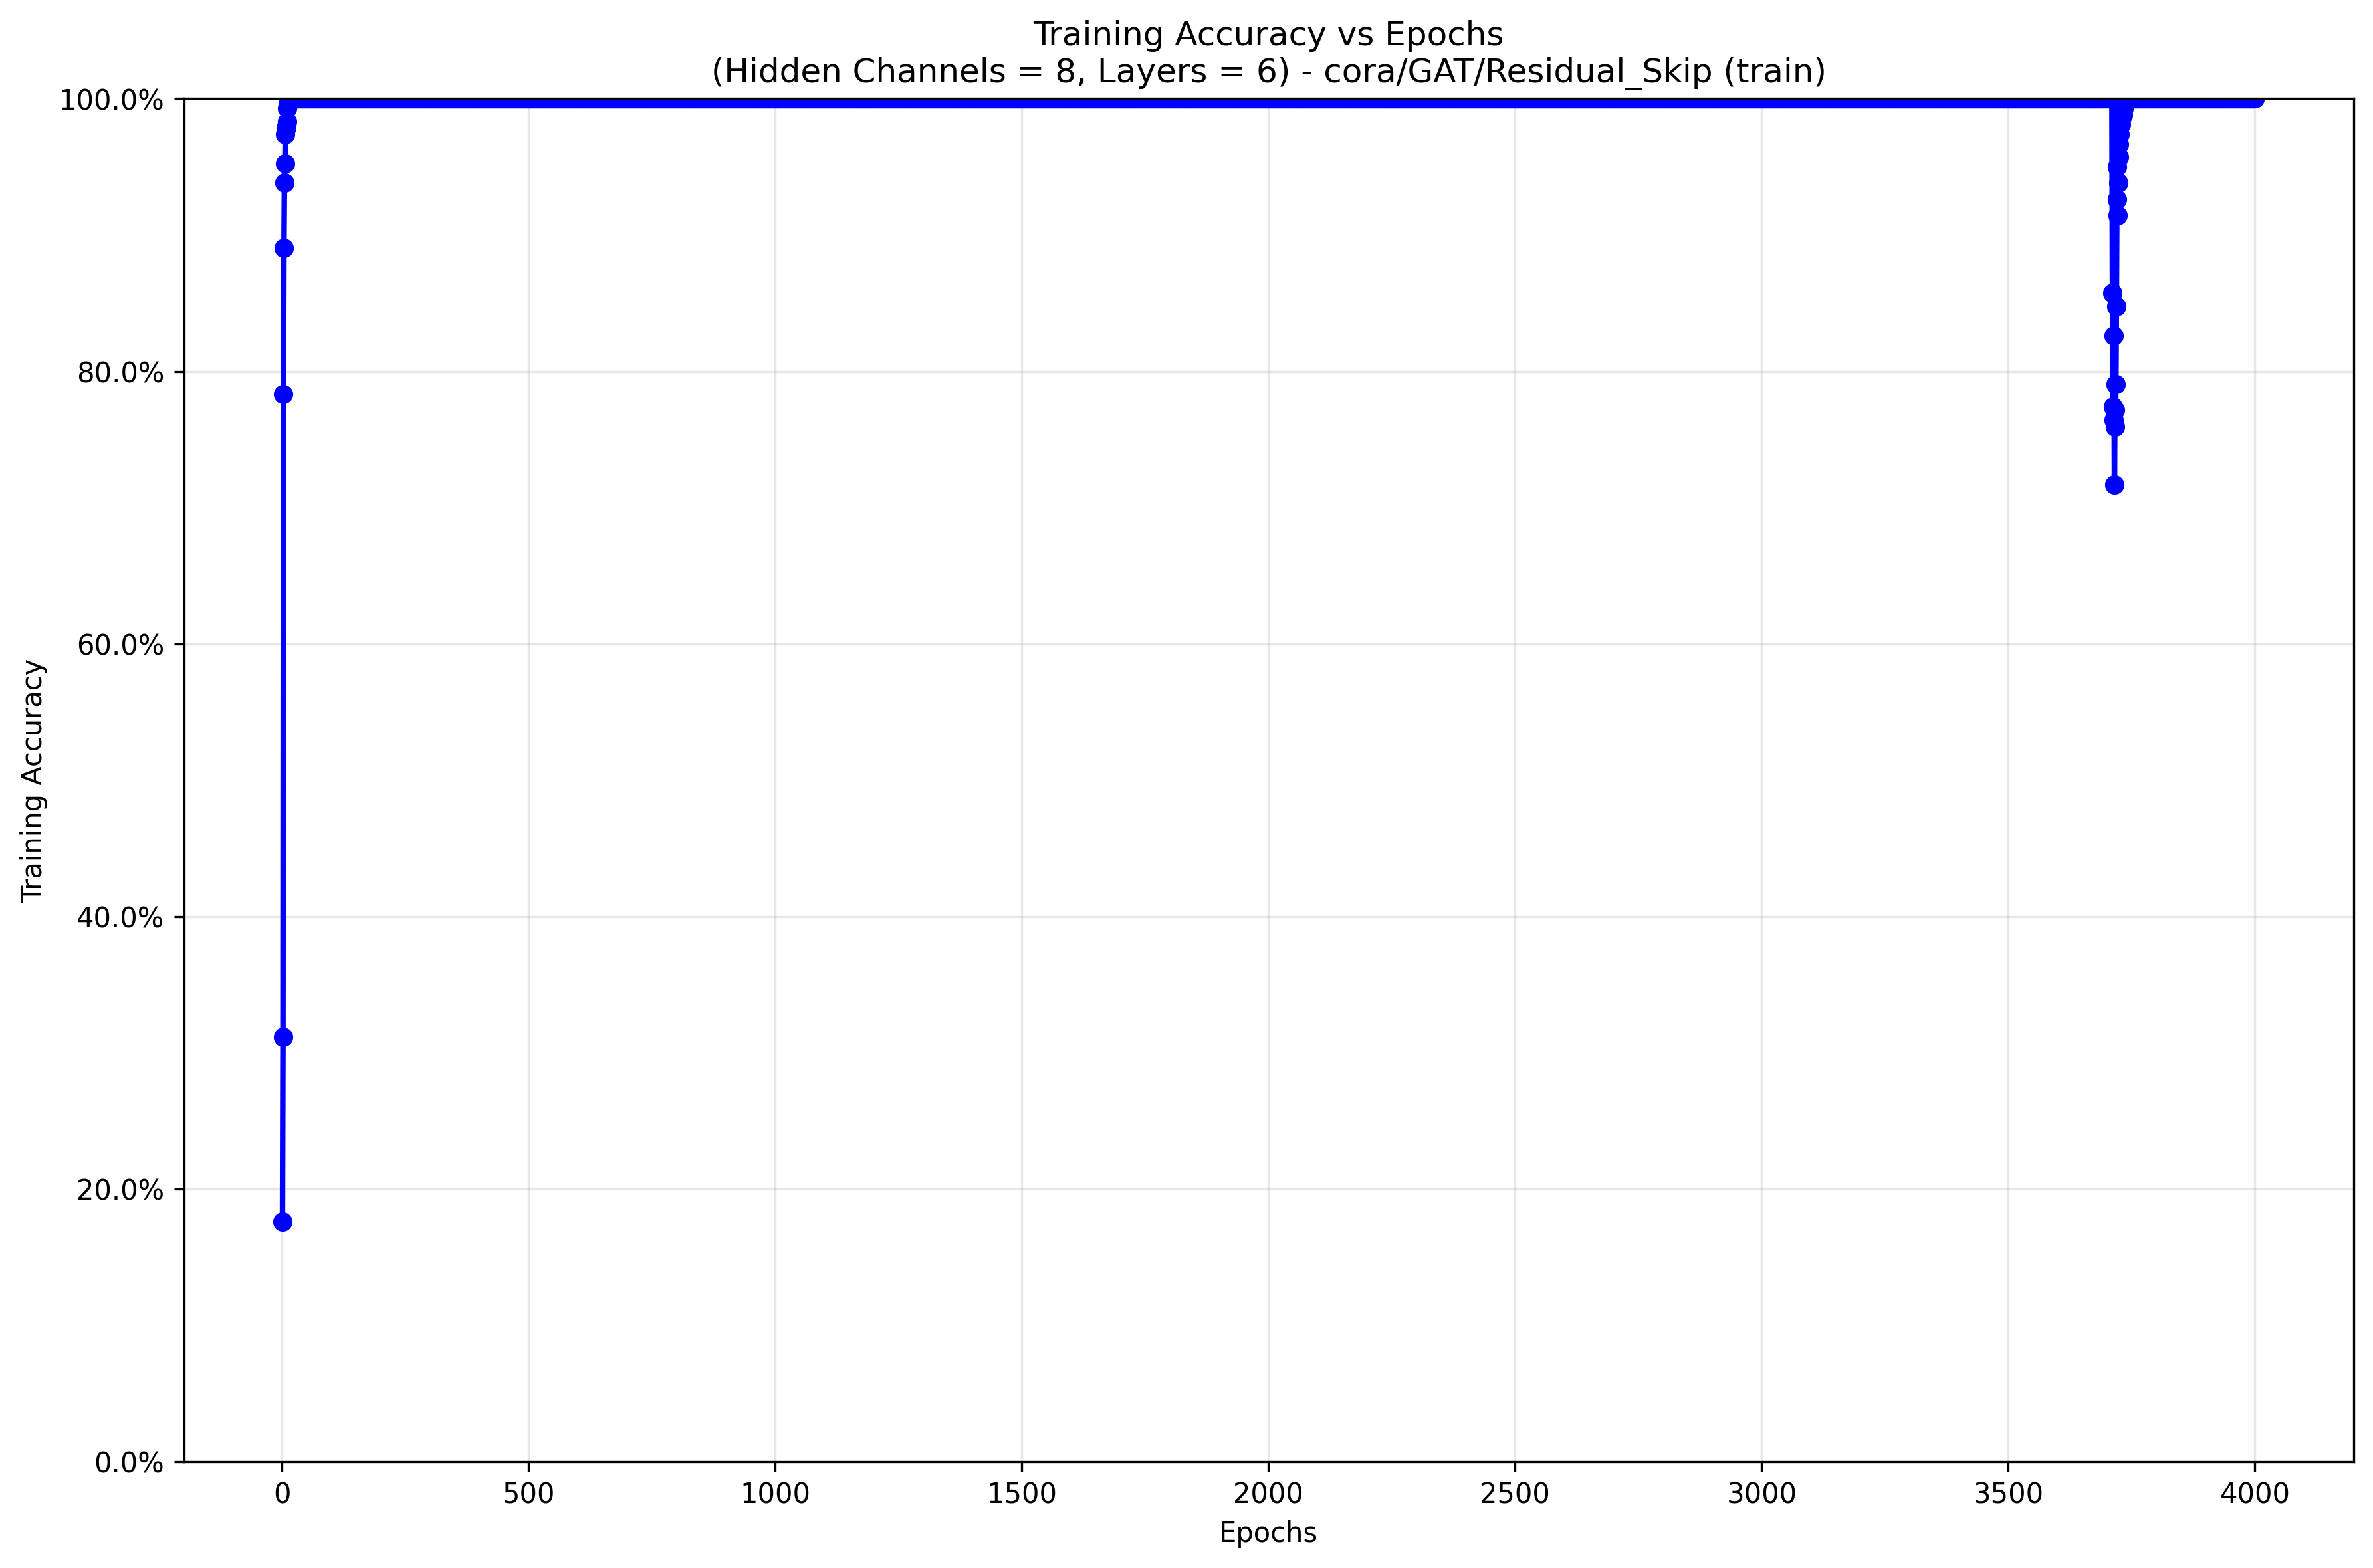 Training Accuracy vs Epochs
(Hidden Channels = 8, Layers = 6) - cora/GAT/Residual_Skip (train)
Training Accuracy
100.0%
80.0%
60.0%
40.0%
20.0%
0.0%
0 500 1000 1500 2000 2500 3000 3500 4000
Epochs